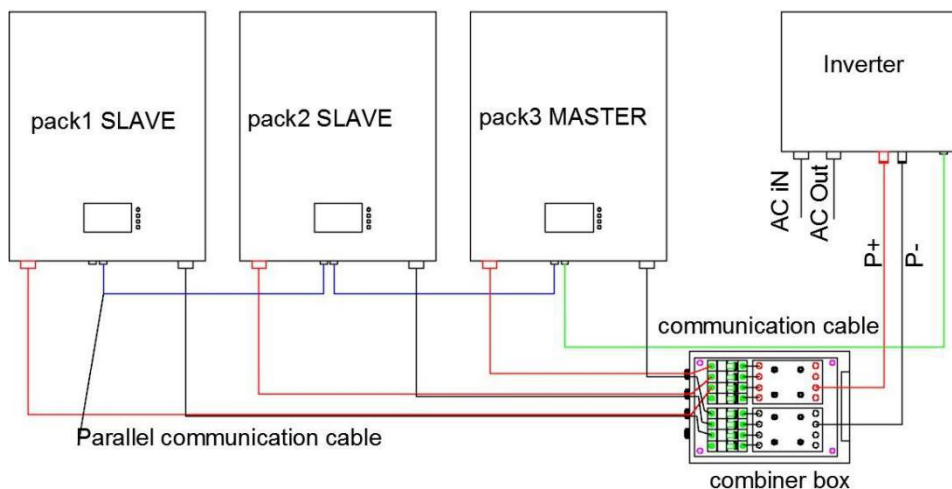 pack1 SLAVE
pack2 SLAVE
pack3 MASTER
Inverter
AC iN
AC Out
P+
P-
communication cable
Parallel communication cable
combiner box